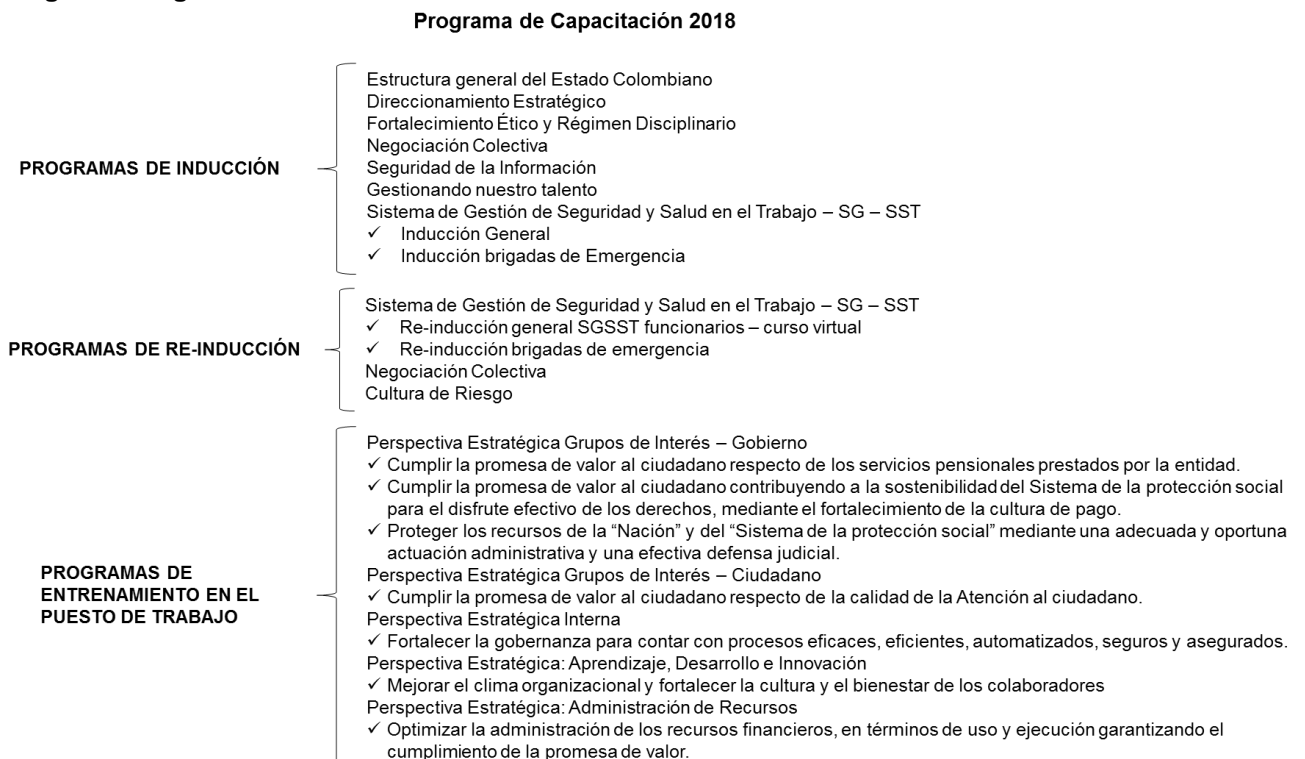 Programa de Capacitación 2018
PROGRAMAS DE INDUCCIÓN
Estructura general del Estado Colombiano
Direccionamiento Estratégico
Fortalecimiento Ético y Régimen Disciplinario
Negociación Colectiva
Seguridad de la Información
Gestionando nuestro talento
Sistema de Gestión de Seguridad y Salud en el Trabajo – SG – SST
✓ Inducción General
✓ Inducción brigadas de Emergencia
PROGRAMAS DE RE-INDUCCIÓN
Sistema de Gestión de Seguridad y Salud en el Trabajo – SG – SST
✓ Re-inducción general SGSST funcionarios – curso virtual
✓ Re-inducción brigadas de emergencia
Negociación Colectiva
Cultura de Riesgo
PROGRAMAS DE
ENTRENAMIENTO EN EL
PUESTO DE TRABAJO
Perspectiva Estratégica Grupos de Interés – Gobierno
✓ Cumplir la promesa de valor al ciudadano respecto de los servicios pensionales prestados por la entidad.
✓ Cumplir la promesa de valor al ciudadano contribuyendo a la sostenibilidad del Sistema de la protección social
para el disfrute efectivo de los derechos, mediante el fortalecimiento de la cultura de pago.
✓ Proteger los recursos de la “Nación” y del “Sistema de la protección social” mediante una adecuada y oportuna
actuación administrativa y una efectiva defensa judicial.
Perspectiva Estratégica Grupos de Interés – Ciudadano
✓ Cumplir la promesa de valor al ciudadano respecto de la calidad de la Atención al ciudadano.
Perspectiva Estratégica Interna
✓ Fortalecer la gobernanza para contar con procesos eficaces, eficientes, automatizados, seguros y asegurados.
Perspectiva Estratégica: Aprendizaje, Desarrollo e Innovación
✓ Mejorar el clima organizacional y fortalecer la cultura y el bienestar de los colaboradores
Perspectiva Estratégica: Administración de Recursos
✓ Optimizar la administración de los recursos financieros, en términos de uso y ejecución garantizando el
cumplimiento de la promesa de valor.